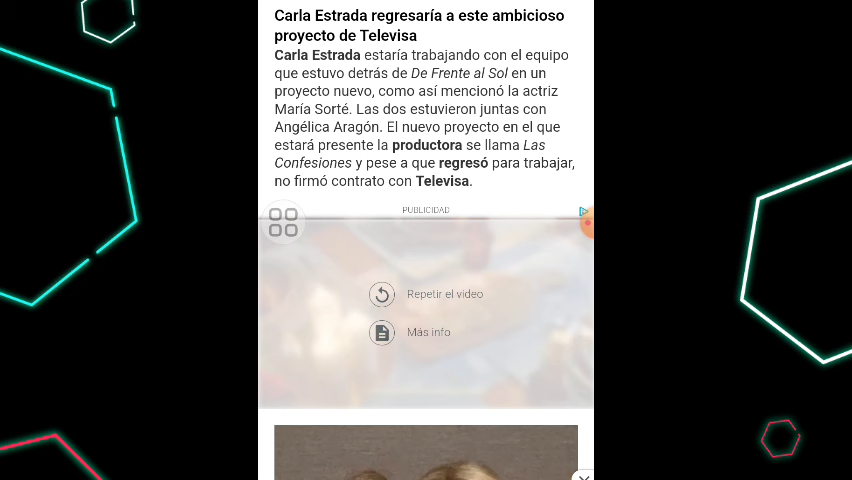 Carla Estrada regresaría a este ambicioso
proyecto de Televisa
Carla Estrada estaría trabajando con el equipo
que estuvo detrás de De Frente al Sol en un
proyecto nuevo, como así mencionó la actriz
María Sorté. Las dos estuvieron juntas con
Angélica Aragón. El nuevo proyecto en el que
estará presente la productora se llama Las
Confesiones y pese a que regresó para trabajar,
no firmó contrato con Televisa.
PUBLICIDAD
Repetir el video
Más info